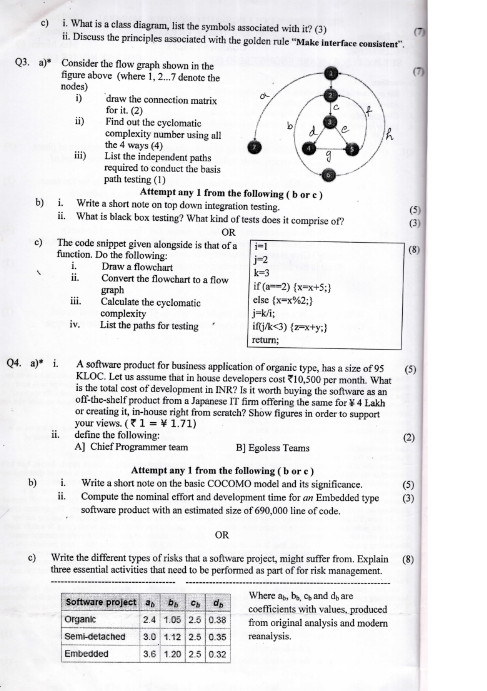 c) i. What is a class diagram, list the symbols associated with it? (3)
ii. Discuss the principles associated with the golden rule "Make interface consistent". (7)
Q3. a)* Consider the flow graph shown in the (7)
figure above (where 1, 2...7 denote the
nodes)
i) draw the connection matrix
for it. (2)
ii) Find out the cyclomatic
complexity number using all
the 4 ways (4)
iii) List the independent paths
required to conduct the basis
path testing (1)
1
2
3
4
5
6
7
a
b
c
d
e
f
g
h
Attempt any 1 from the following ( b or c )
b) i. Write a short note on top down integration testing. (5)
ii. What is black box testing? What kind of tests does it comprise of? (3)
OR
c) The code snippet given alongside is that of a (8)
function. Do the following:
i. Draw a flowchart
ii. Convert the flowchart to a flow
graph
iii. Calculate the cyclomatic
complexity
iv. List the paths for testing
i=1
j=2
k=3
if (a==2) {x=x+5;}
else {x=x%2;}
j=k/i;
if(j/k<3) {z=x+y;}
return;
Q4. a)* i. A software product for business application of organic type, has a size of 95 (5)
KLOC. Let us assume that in house developers cost ₹10,500 per month. What
is the total cost of development in INR? Is it worth buying the software as an
off-the-shelf product from a Japanese IT firm offering the same for ¥ 4 Lakh
or creating it, in-house right from scratch? Show figures in order to support
your views. (₹ 1 = ¥ 1.71)
ii. define the following: (2)
A] Chief Programmer team B] Egoless Teams
Attempt any 1 from the following ( b or c )
b) i. Write a short note on the basic COCOMO model and its significance. (5)
ii. Compute the nominal effort and development time for an Embedded type (3)
software product with an estimated size of 690,000 line of code.
OR
c) Write the different types of risks that a software project, might suffer from. Explain (8)
three essential activities that need to be performed as part of for risk management.
Software project ab bb cb db
Organic 2.4 1.05 2.5 0.38
Semi-detached 3.0 1.12 2.5 0.35
Embedded 3.6 1.20 2.5 0.32
Where ab, bb, cb and db are
coefficients with values, produced
from original analysis and modern
reanalysis.